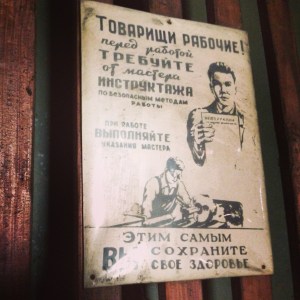 ТОВАРИЩИ РАБОЧИЕ!
перед работой
ТРЕБУЙТЕ
от мастера
ИНСТРУКТАЖА
ПО БЕЗОПАСНЫМ МЕТОДАМ
РАБОТЫ
ПРИ РАБОТЕ
ВЫПОЛНЯЙТЕ
УКАЗАНИЯ МАСТЕРА
ЭТИМ САМЫМ
ВЫ СОХРАНИТЕ
СВОЕ ЗДОРОВЬЕ